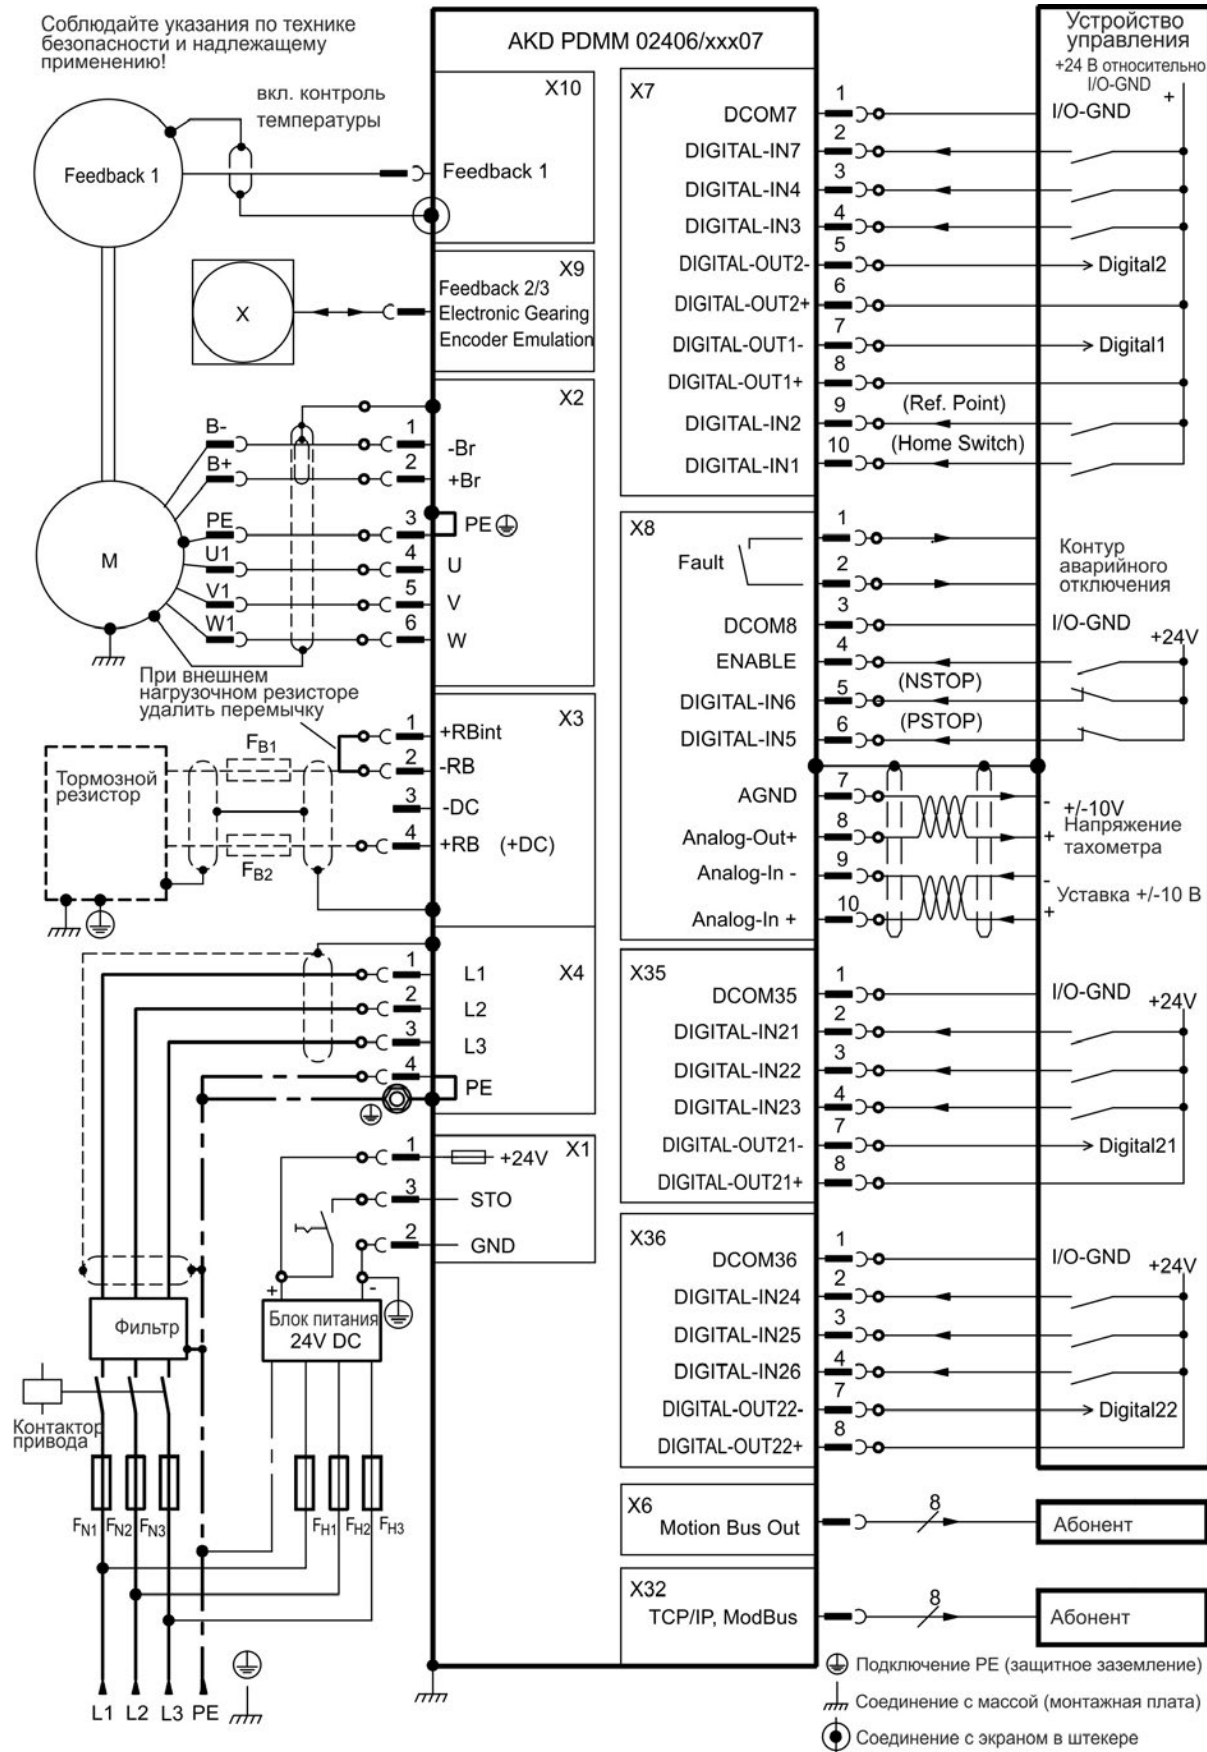 Соблюдайте указания по технике
безопасности и надлежащему
применению!
AKD PDMM 02406/xxx07
Устройство
управления
+24 В относительно
I/O-GND
+
X10
вкл. контроль
температуры
Feedback 1
Feedback 1
X9
Feedback 2/3
Electronic Gearing
Encoder Emulation
X
X2
B-
1
-Br
B+
2
+Br
PE
3
PE
U1
4
U
V1
5
V
W1
6
W
M
При внешнем
нагрузочном резисторе
удалить перемычку
X3
1
+RBint
FB1
2
-RB
Тормозной
резистор
3
-DC
4
+RB (+DC)
FB2
X4
1
L1
2
L2
3
L3
4
PE
X1
1
+24V
3
STO
2
GND
+
-
Блок питания
24V DC
Фильтр
Контактор
привода
FN1 FN2 FN3
FH1 FH2 FH3
L1 L2 L3 PE
X7
DCOM7
1
I/O-GND
DIGITAL-IN7
2
DIGITAL-IN4
3
DIGITAL-IN3
4
DIGITAL-OUT2-
5
Digital2
DIGITAL-OUT2+
6
DIGITAL-OUT1-
7
Digital1
DIGITAL-OUT1+
8
DIGITAL-IN2
9
(Ref. Point)
DIGITAL-IN1
10
(Home Switch)
X8
Fault
1
2
Контур
аварийного
отключения
DCOM8
3
I/O-GND
+24V
ENABLE
4
DIGITAL-IN6
5
(NSTOP)
DIGITAL-IN5
6
(PSTOP)
AGND
7
-
+/-10V
Analog-Out+
8
+
Напряжение
тахометра
Analog-In -
9
-
Уставка +/-10 В
Analog-In +
10
+
X35
DCOM35
1
I/O-GND
+24V
DIGITAL-IN21
2
DIGITAL-IN22
3
DIGITAL-IN23
4
DIGITAL-OUT21-
7
Digital21
DIGITAL-OUT21+
8
X36
DCOM36
1
I/O-GND
+24V
DIGITAL-IN24
2
DIGITAL-IN25
3
DIGITAL-IN26
4
DIGITAL-OUT22-
7
Digital22
DIGITAL-OUT22+
8
X6
Motion Bus Out
8
Абонент
X32
TCP/IP, ModBus
8
Абонент
Подключение PE (защитное заземление)
Соединение с массой (монтажная плата)
Соединение с экраном в штекере